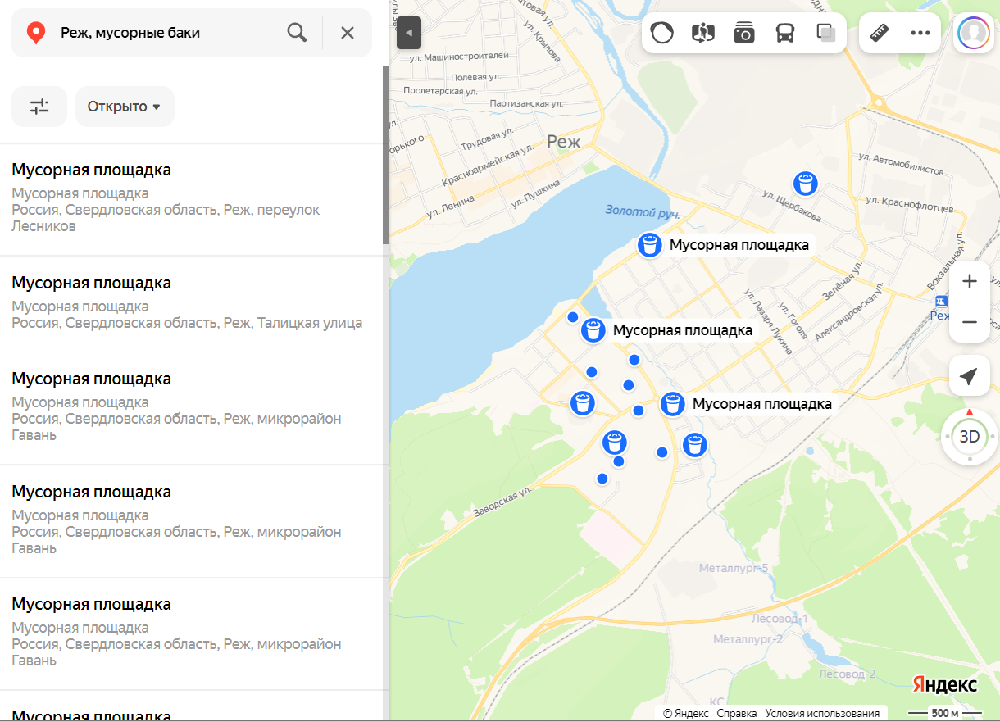 Реж, мусорные баки
Открыто
Мусорная площадка
Мусорная площадка
Россия, Свердловская область, Реж, переулок
Лесников
Мусорная площадка
Мусорная площадка
Россия, Свердловская область, Реж, Талицкая улица
Мусорная площадка
Мусорная площадка
Россия, Свердловская область, Реж, микрорайон
Гавань
Мусорная площадка
Мусорная площадка
Россия, Свердловская область, Реж, микрорайон
Гавань
Мусорная площадка
Мусорная площадка
Россия, Свердловская область, Реж, микрорайон
Гавань
Мусорная площадка
ул. Крылова
ул. Машиностроителей
Полевая ул.
Пролетарская ул.
Партизанская ул.
Трудовая ул.
Реж
Красноармейская ул.
ул. Ленина
ул. Пушкина
Золотой руч.
ул. Автомобилистов
ул. Щербакова
ул. Краснофлотцев
Мусорная площадка
Вокзальная ул.
Зелёная ул.
ул. Лазаря Лукина
ул. Гоголя
Александровская ул.
Реж
Мусорная площадка
Мусорная площадка
3D
Заводская ул.
Металлург-5
Лесовод-1
Металлург-2
Лесовод-2
КС
Яндекс
© Яндекс Справка Условия использования
500 м